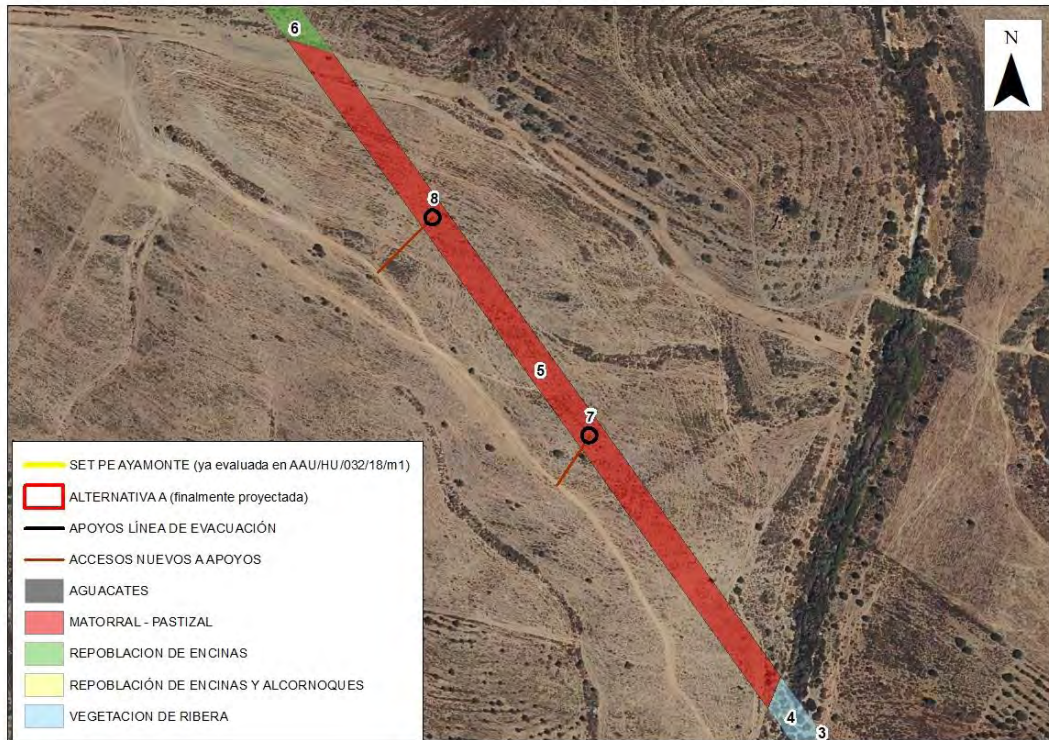 6
N
8
5
7
4
3
SET PE AYAMONTE (ya evaluada en AAU/HU/032/18/m1)
ALTERNATIVA A (finalmente proyectada)
APOYOS LÍNEA DE EVACUACIÓN
ACCESOS NUEVOS A APOYOS
AGUACATES
MATORRAL - PASTIZAL
REPOBLACION DE ENCINAS
REPOBLACIÓN DE ENCINAS Y ALCORNOQUES
VEGETACION DE RIBERA